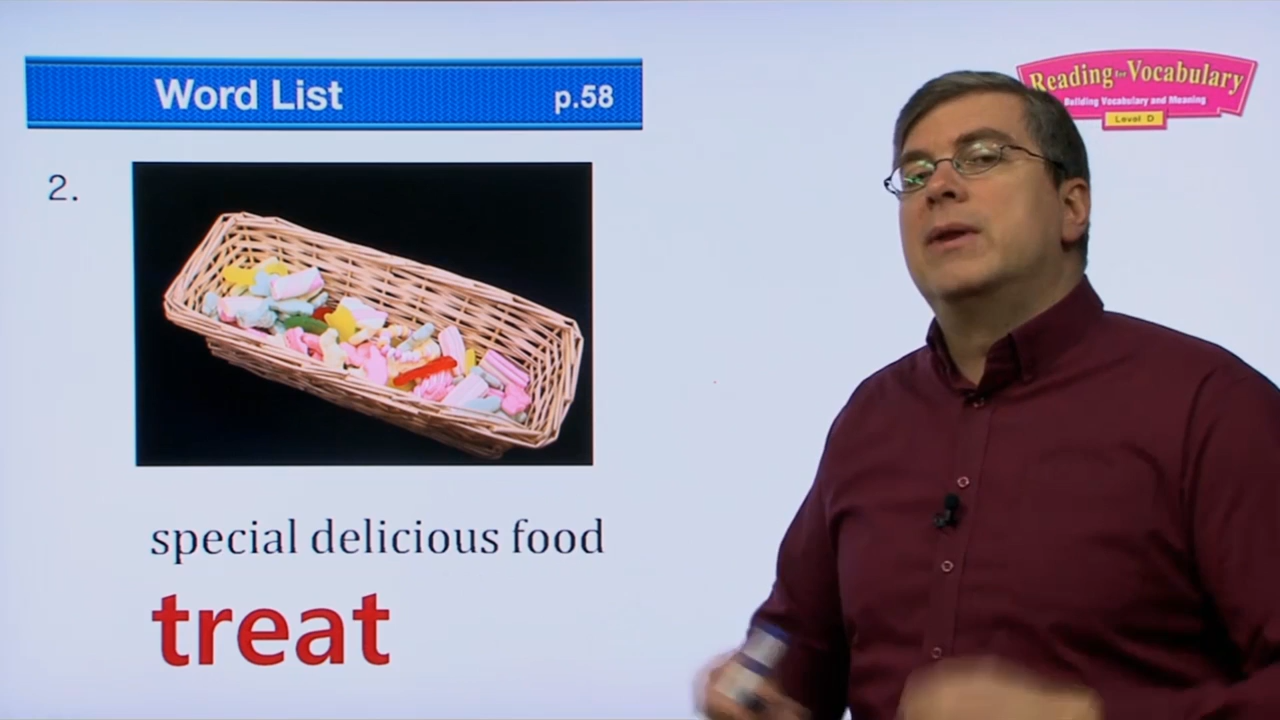 Word List p.58
Reading for Vocabulary
Building Vocabulary and Meaning
Level D
2.
special delicious food
treat